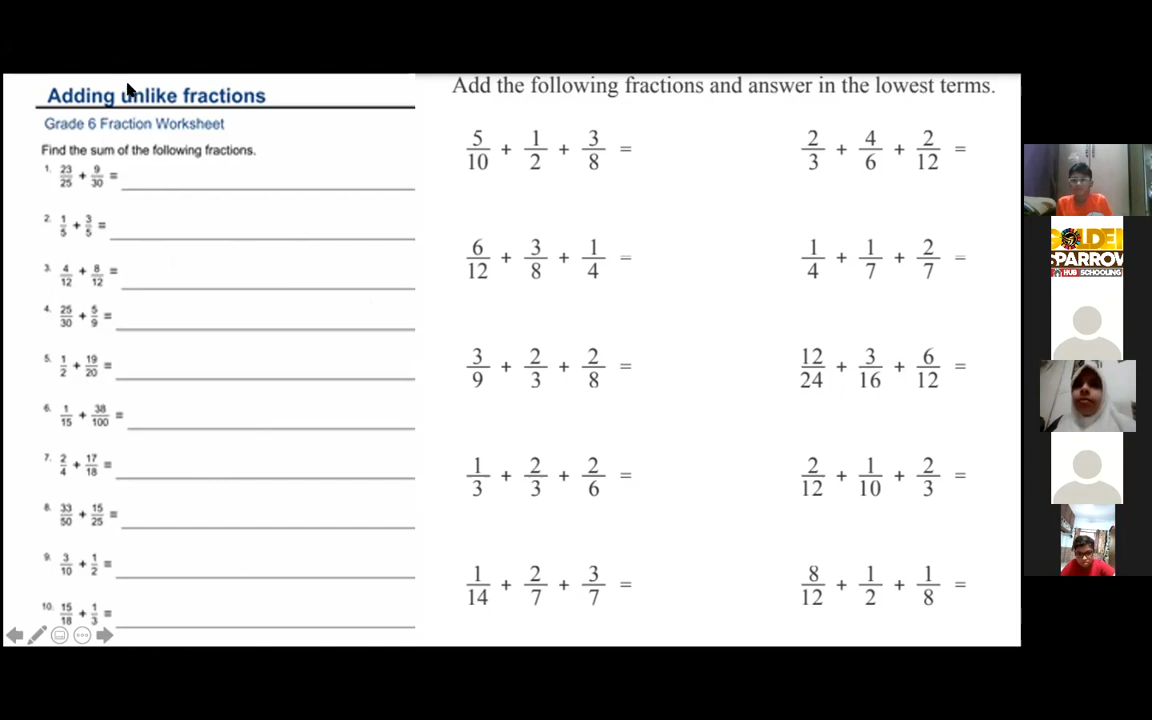 Adding unlike fractions
Grade 6 Fraction Worksheet
Find the sum of the following fractions.
1. 23/25 + 9/30 =
2. 1/5 + 3/5 =
3. 4/12 + 8/12 =
4. 25/30 + 5/9 =
5. 1/2 + 19/20 =
6. 1/15 + 38/100 =
7. 2/4 + 17/18 =
8. 33/50 + 15/25 =
9. 3/10 + 1/2 =
10. 15/18 + 1/3 =
Add the following fractions and answer in the lowest terms.
5/10 + 1/2 + 3/8 =
2/3 + 4/6 + 2/12 =
6/12 + 3/8 + 1/4 =
1/4 + 1/7 + 2/7 =
3/9 + 2/3 + 2/8 =
12/24 + 3/16 + 6/12 =
1/3 + 2/3 + 2/6 =
2/12 + 1/10 + 2/3 =
1/14 + 2/7 + 3/7 =
8/12 + 1/2 + 1/8 =
GOLDEN
SPARROW
HUB SCHOOLING